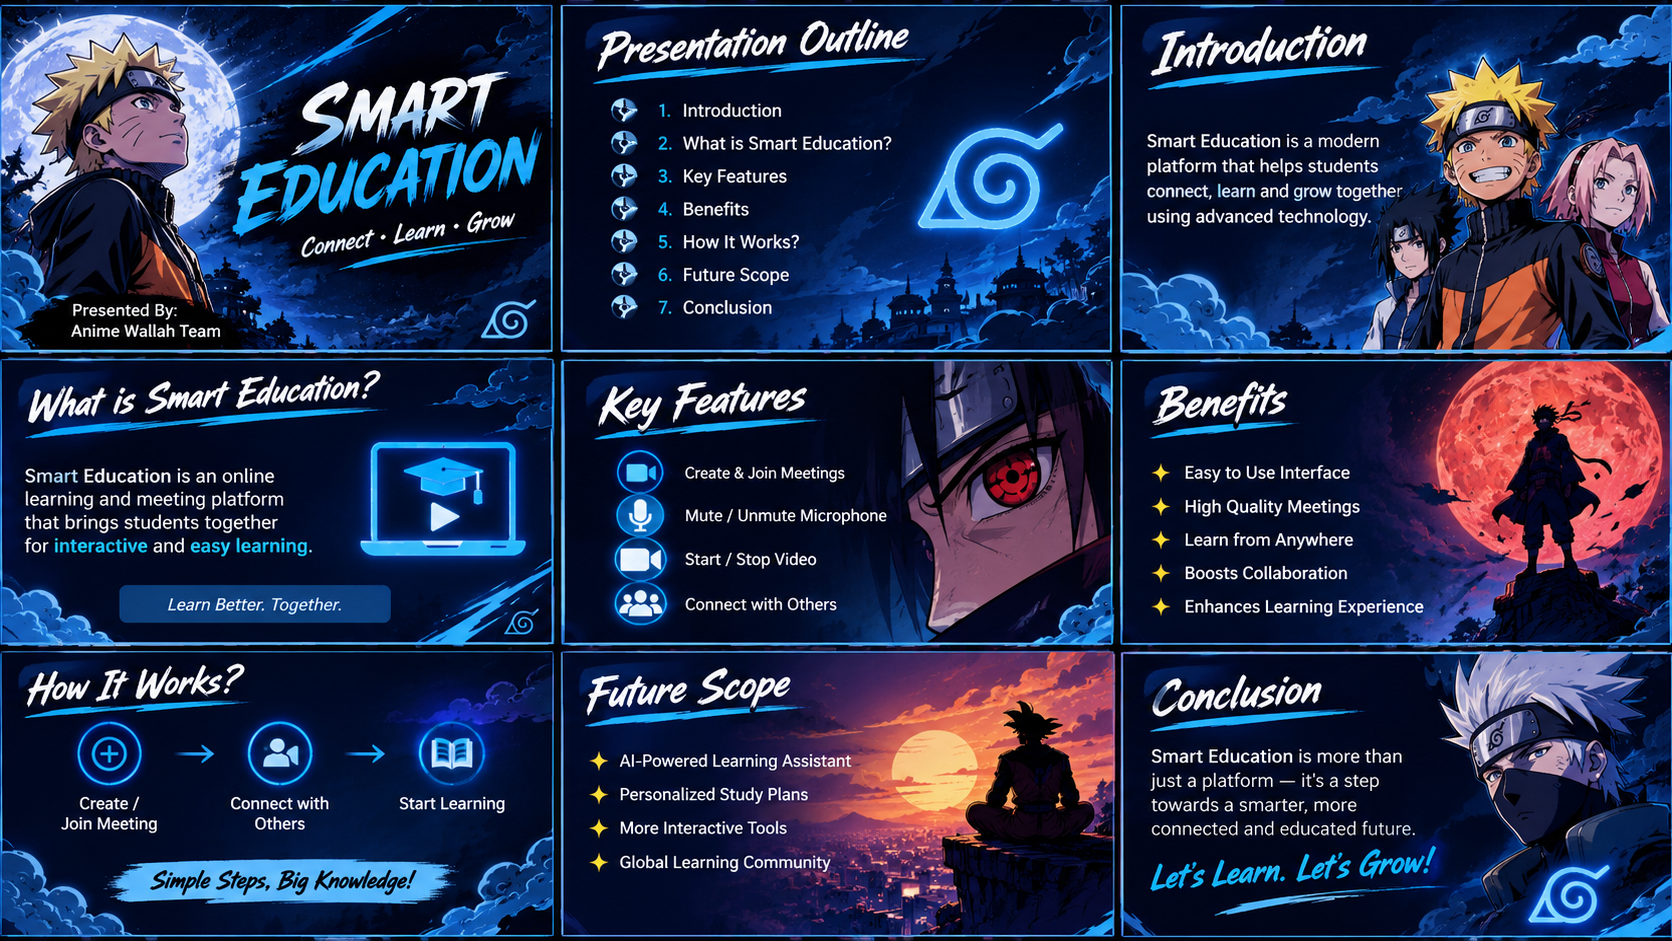 SMART
EDUCATION
Connect • Learn • Grow
Presented By:
Anime Wallah Team
Presentation Outline
1. Introduction
2. What is Smart Education?
3. Key Features
4. Benefits
5. How It Works?
6. Future Scope
7. Conclusion
Introduction
Smart Education is a modern
platform that helps students
connect, learn and grow together
using advanced technology.
What is Smart Education?
Smart Education is an online
learning and meeting platform
that brings students together
for interactive and easy learning.
Learn Better. Together.
Key Features
Create & Join Meetings
Mute / Unmute Microphone
Start / Stop Video
Connect with Others
Benefits
Easy to Use Interface
High Quality Meetings
Learn from Anywhere
Boosts Collaboration
Enhances Learning Experience
How It Works?
Create /
Join Meeting
Connect with
Others
Start Learning
Simple Steps, Big Knowledge!
Future Scope
AI-Powered Learning Assistant
Personalized Study Plans
More Interactive Tools
Global Learning Community
Conclusion
Smart Education is more than
just a platform — it's a step
towards a smarter, more
connected and educated future.
Let's Learn. Let's Grow!